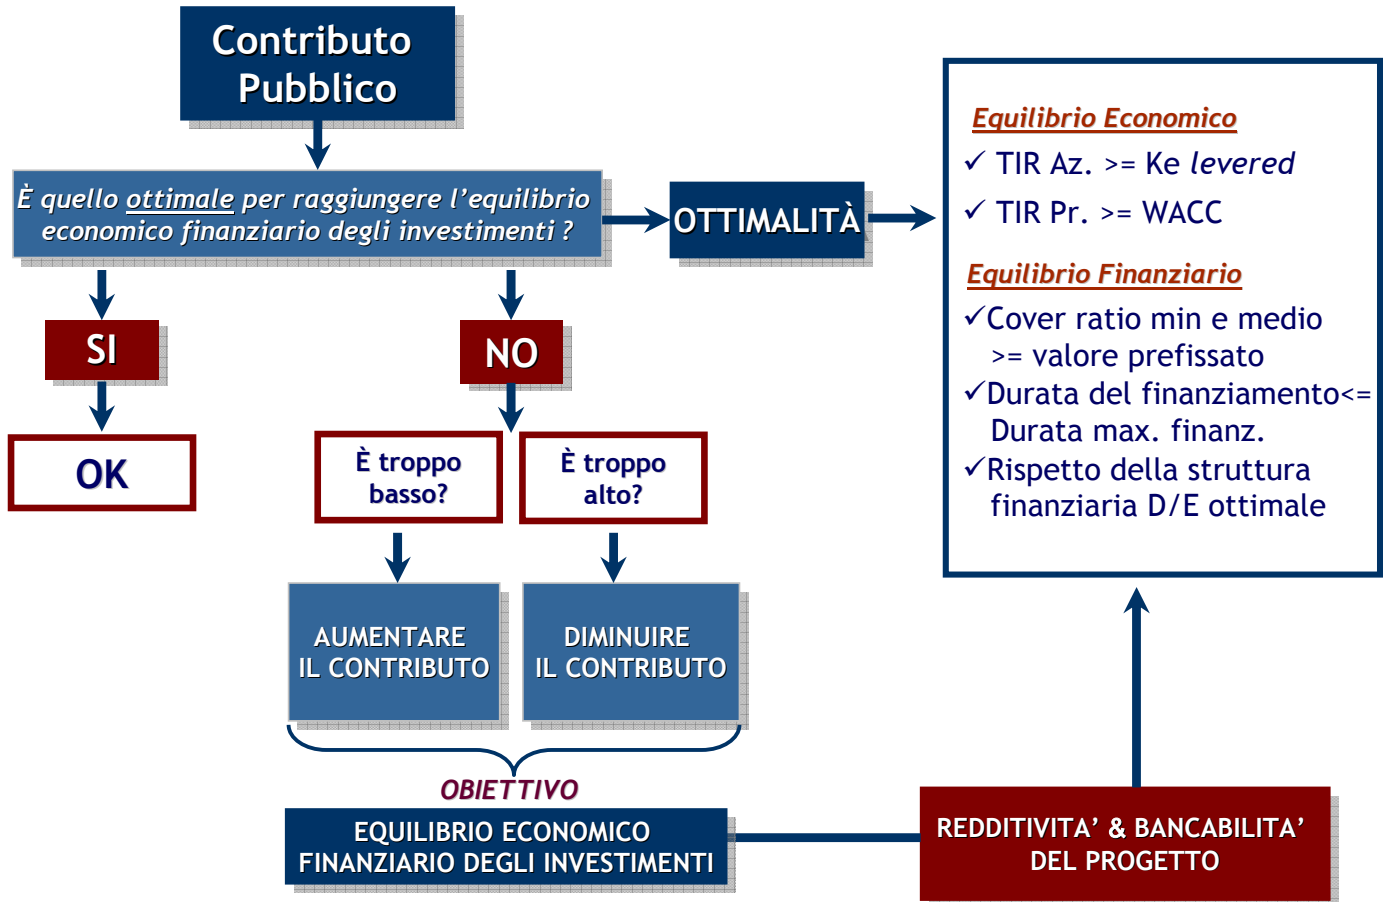 Contributo
Pubblico
È quello ottimale per raggiungere l’equilibrio
economico finanziario degli investimenti ?
OTTIMALITÀ
SI
OK
NO
È troppo
basso?
È troppo
alto?
AUMENTARE
IL CONTRIBUTO
DIMINUIRE
IL CONTRIBUTO
OBIETTIVO
EQUILIBRIO ECONOMICO
FINANZIARIO DEGLI INVESTIMENTI
REDDITIVITA’ & BANCABILITA’
DEL PROGETTO
Equilibrio Economico
✓ TIR Az. >= Ke levered
✓ TIR Pr. >= WACC
Equilibrio Finanziario
✓Cover ratio min e medio
>= valore prefissato
✓Durata del finanziamento<=
Durata max. finanz.
✓Rispetto della struttura
finanziaria D/E ottimale